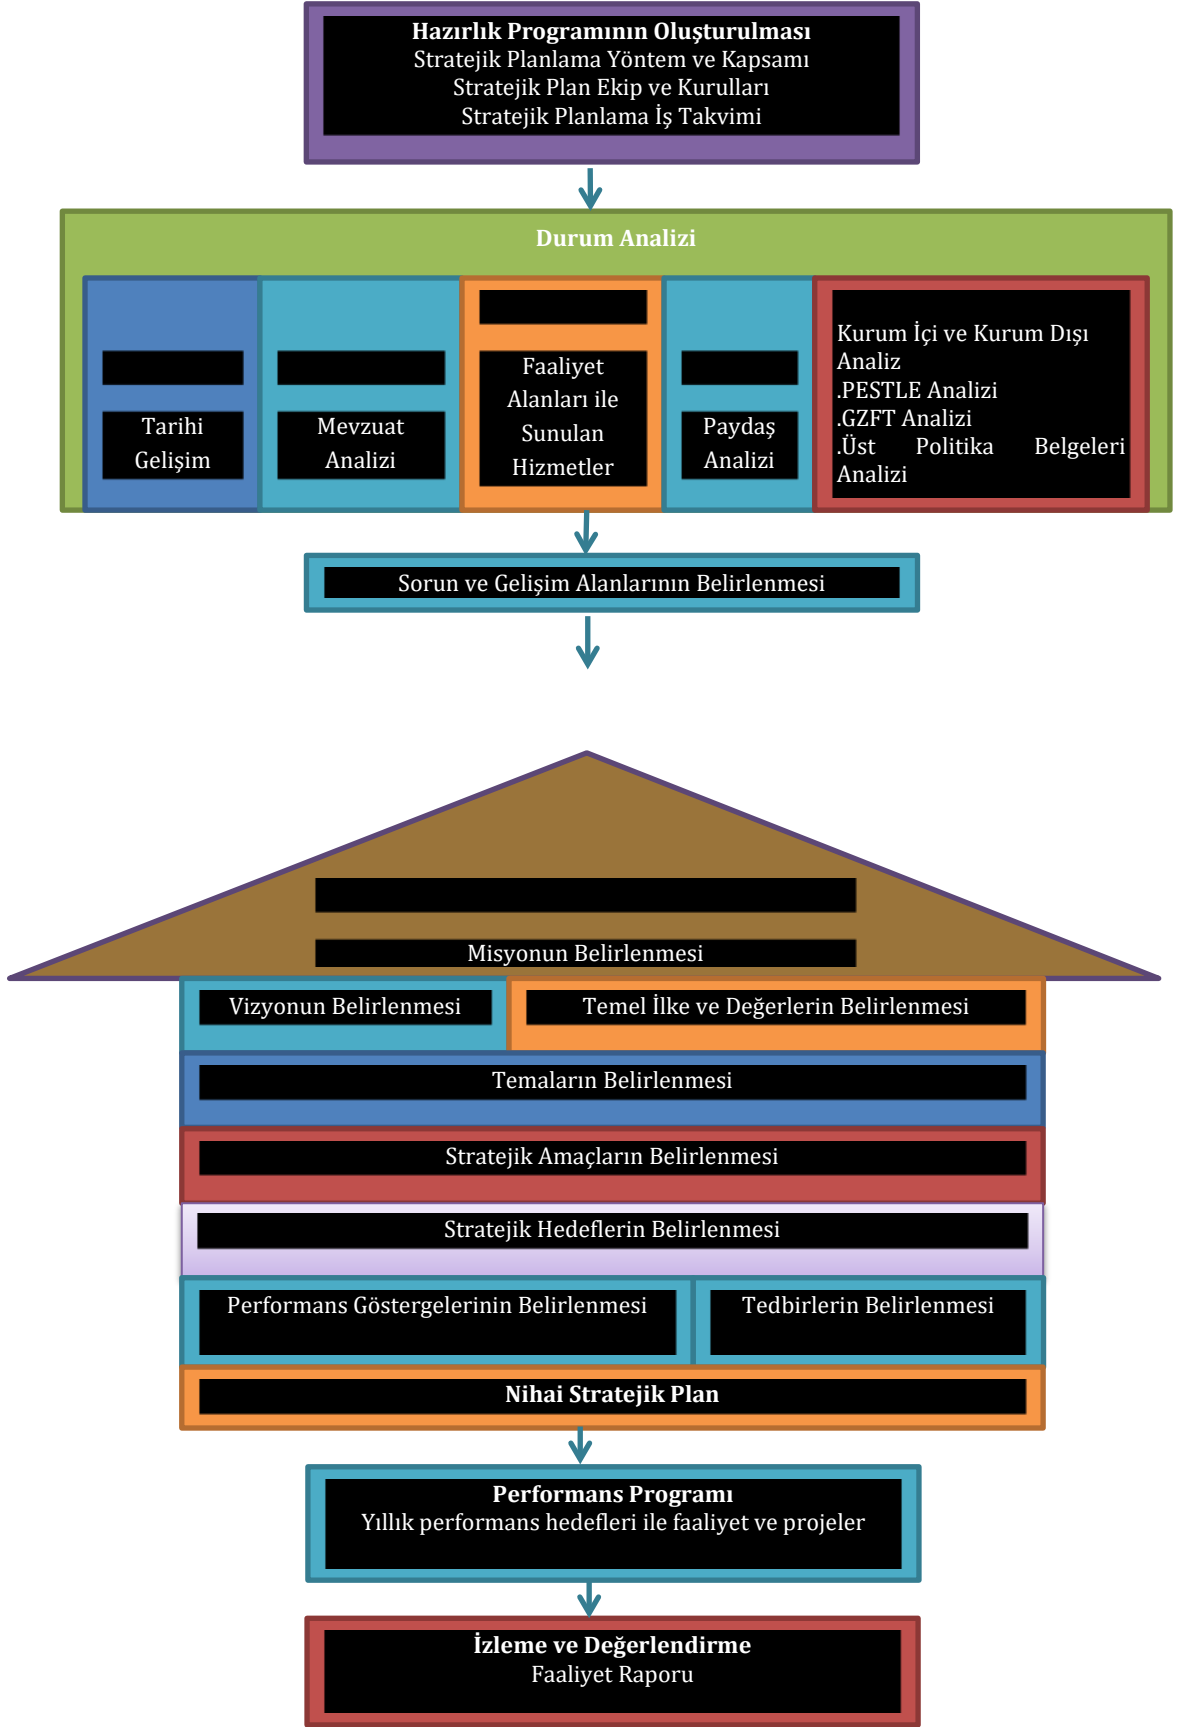 Hazırlık Programının Oluşturulması
Stratejik Planlama Yöntem ve Kapsamı
Stratejik Plan Ekip ve Kurulları
Stratejik Planlama İş Takvimi
Durum Analizi
Tarihi
Gelişim
Mevzuat
Analizi
Faaliyet
Alanları ile
Sunulan
Hizmetler
Paydaş
Analizi
Kurum İçi ve Kurum Dışı
Analiz
.PESTLE Analizi
.GZFT Analizi
.Üst Politika Belgeleri
Analizi
Sorun ve Gelişim Alanlarının Belirlenmesi
Misyonun Belirlenmesi
Vizyonun Belirlenmesi
Temel İlke ve Değerlerin Belirlenmesi
Temaların Belirlenmesi
Stratejik Amaçların Belirlenmesi
Stratejik Hedeflerin Belirlenmesi
Performans Göstergelerinin Belirlenmesi
Tedbirlerin Belirlenmesi
Nihai Stratejik Plan
Performans Programı
Yıllık performans hedefleri ile faaliyet ve projeler
İzleme ve Değerlendirme
Faaliyet Raporu